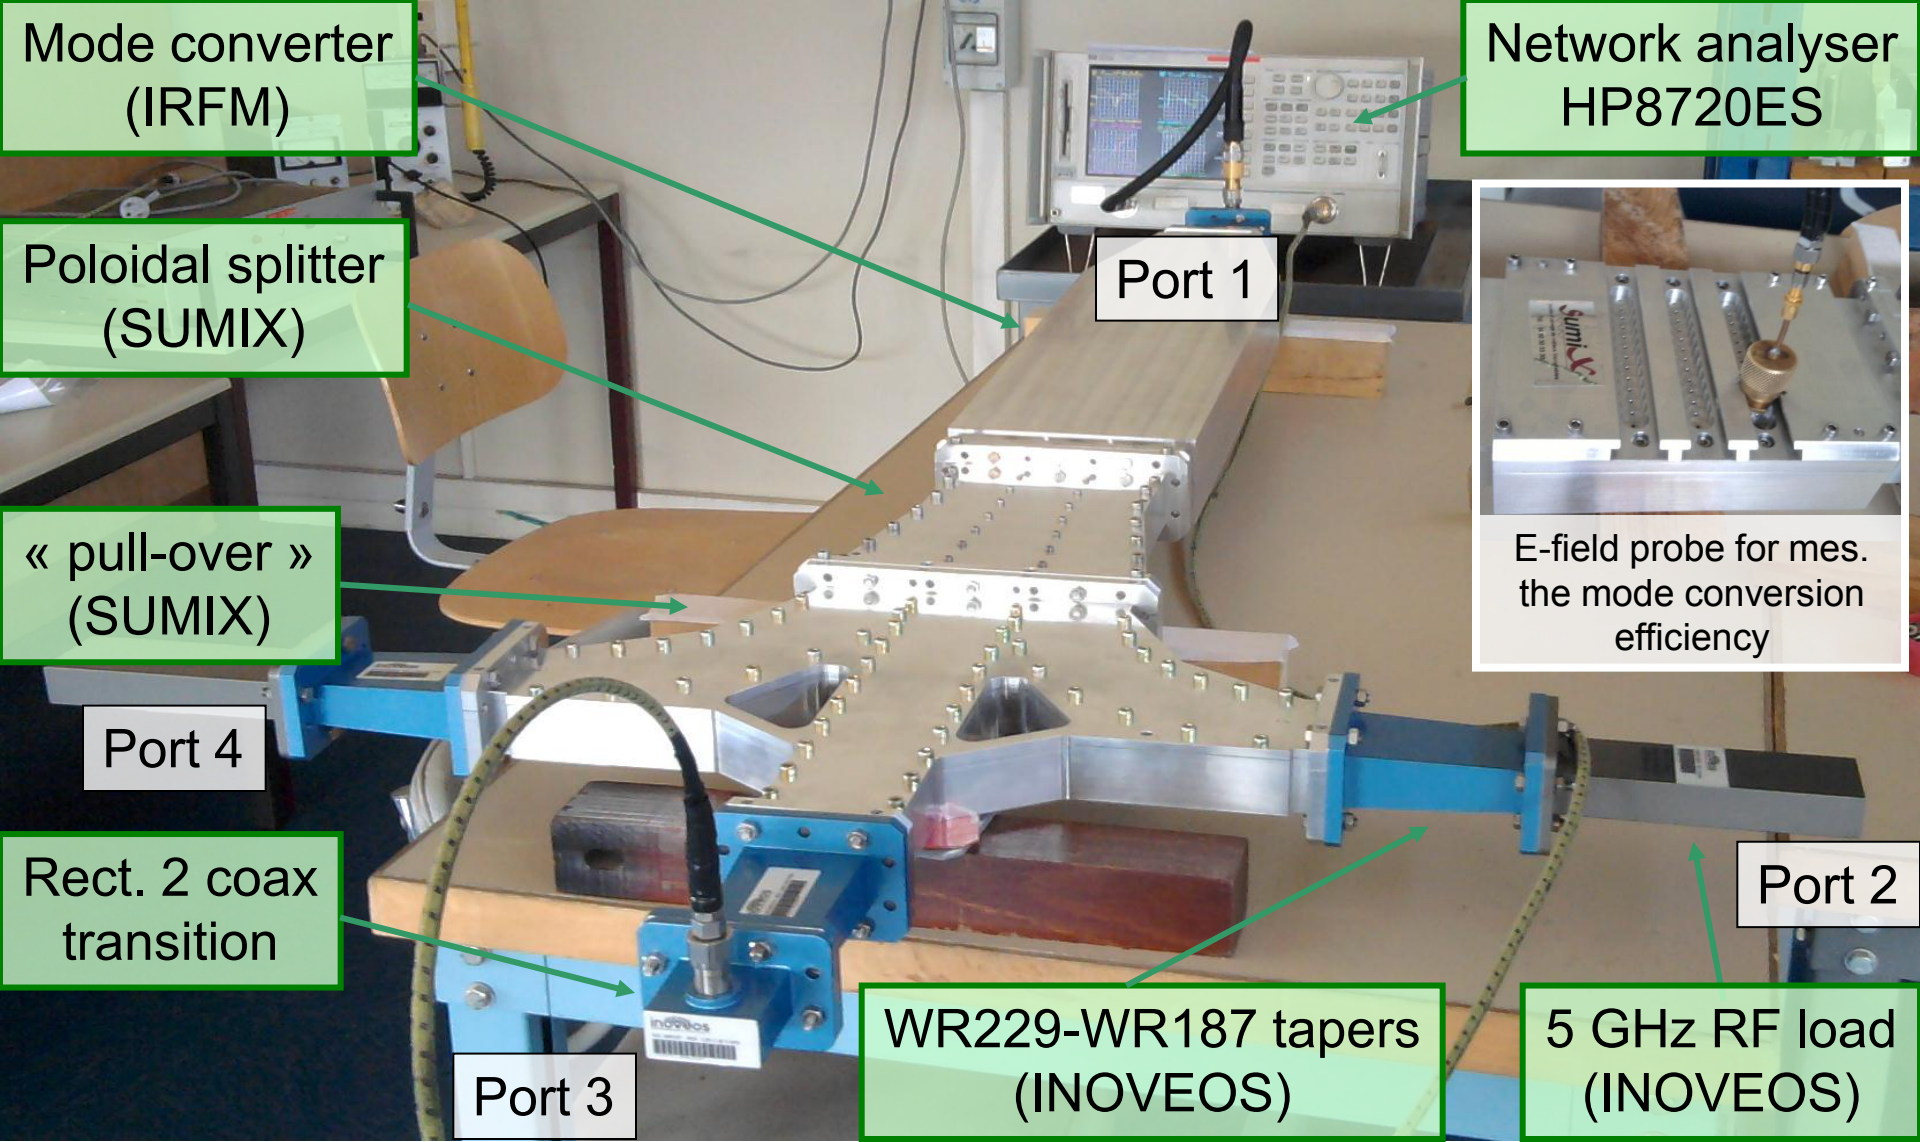 Mode converter
(IRFM)
Network analyser
HP8720ES
Poloidal splitter
(SUMIX)
Port 1
SumiX
« pull-over »
(SUMIX)
E-field probe for mes.
the mode conversion
efficiency
Port 4
Port 2
Rect. 2 coax
transition
inoveos
Port 3
WR229-WR187 tapers
(INOVEOS)
5 GHz RF load
(INOVEOS)